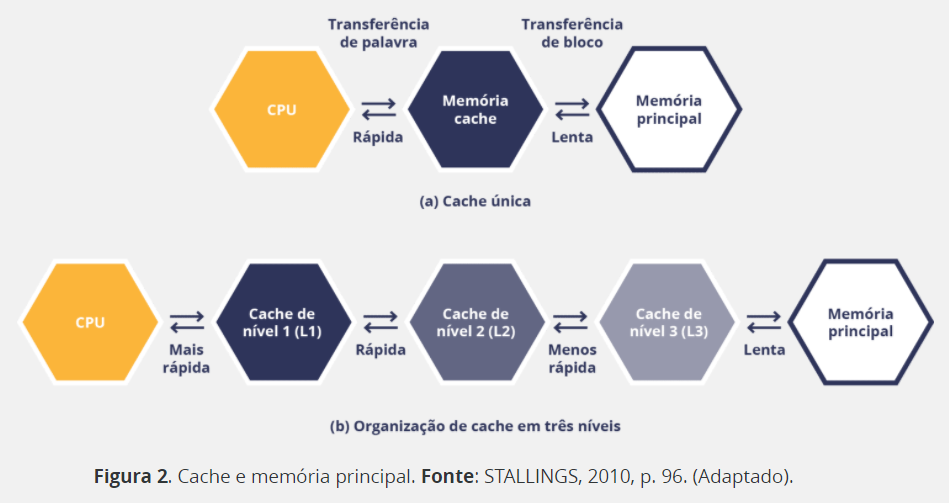 Transferência
de palavra
Transferência
de bloco
CPU
Memória
cache
Memória
principal
Rápida
Lenta
(a) Cache única
CPU
Cache de
nível 1 (L1)
Cache de
nível 2 (L2)
Cache de
nível 3 (L3)
Memória
principal
Mais
rápida
Rápida
Menos
rápida
Lenta
(b) Organização de cache em três níveis
Figura 2. Cache e memória principal. Fonte: STALLINGS, 2010, p. 96. (Adaptado).